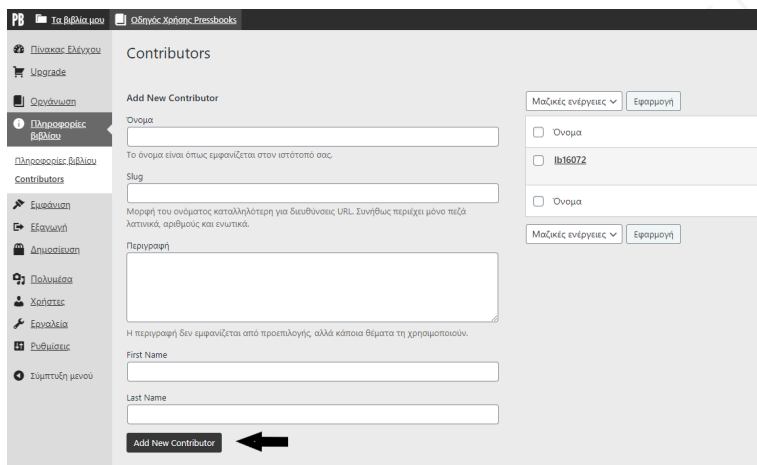 PB Τα βιβλία μου Οδηγός Χρήσης Pressbooks
Πίνακας Ελέγχου
Upgrade
Οργάνωση
Πληροφορίες
βιβλίου
Πληροφορίες Βιβλίου
Contributors
Εμφάνιση
Εξαγωγή
Δημοσίευση
Πολυμέσα
Χρήστες
Εργαλεία
Ρυθμίσεις
Σύμπτυξη μενού
Contributors
Add New Contributor
Όνομα
Το όνομα είναι όπως εμφανίζεται στον ιστότοπό σας.
Slug
Μορφή του ονόματος καταλληλότερη για διευθύνσεις URL. Συνήθως περιέχει μόνο πεζά
λατινικά, αριθμούς και ενωτικά.
Περιγραφή
Η περιγραφή δεν εμφανίζεται από προεπιλογής, αλλά κάποια θέματα τη χρησιμοποιούν.
First Name
Last Name
Add New Contributor
Μαζικές ενέργειες Εφαρμογή
Όνομα
lb16072
Όνομα
Μαζικές ενέργειες Εφαρμογή